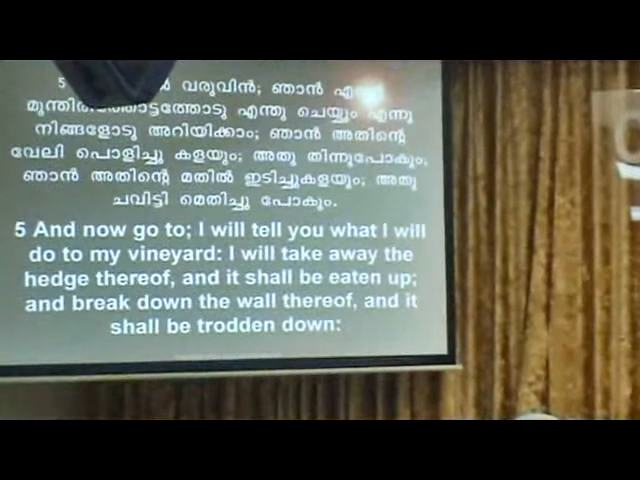 5 വരുവിൻ; ഞാൻ
മുന്തിരിത്തോട്ടത്തോടു എന്തു ചെയ്യും എന്നു
നിങ്ങളോടു അറിയിക്കാം; ഞാൻ അതിന്റെ
വേലി പൊളിച്ചു കളയും; അതു തിന്നുപോകും;
ഞാൻ അതിന്റെ മതിൽ ഇടിച്ചുകളയും; അതു
ചവിട്ടി മെതിച്ചു പോകും.
5 And now go to; I will tell you what I will
do to my vineyard: I will take away the
hedge thereof, and it shall be eaten up;
and break down the wall thereof, and it
shall be trodden down: